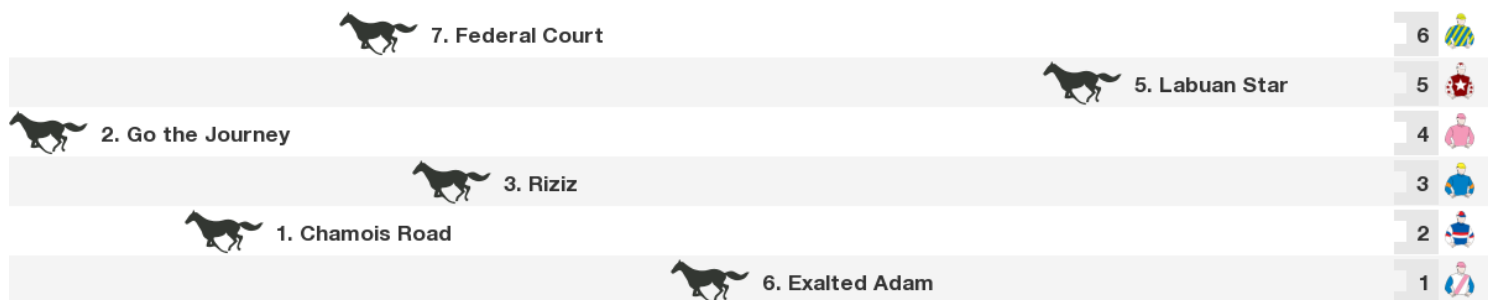 7. Federal Court 6
5. Labuan Star 5
2. Go the Journey 4
3. Riziz 3
1. Chamois Road 2
6. Exalted Adam 1